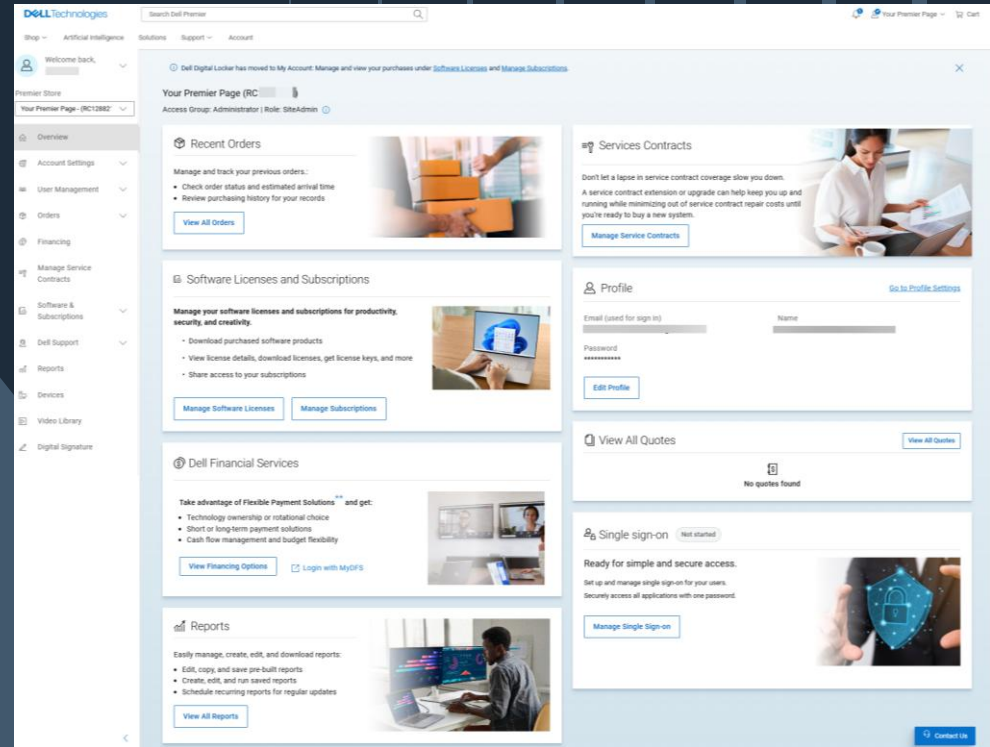 DELLTechnologies
Search Dell Premier
Your Premier Page
Cart
Shop
Artificial Intelligence
Solutions
Support
Account
Welcome back,
Premier Store
Your Premier Page - (RC12882
Overview
Account Settings
User Management
Orders
Financing
Manage Service
Contracts
Software &
Subscriptions
Dell Support
Reports
Devices
Video Library
Digital Signature
Dell Digital Locker has moved to My Account: Manage and view your purchases under Software Licenses and Manage Subscriptions.
Your Premier Page (RC
Access Group: Administrator | Role: SiteAdmin
Recent Orders
Manage and track your previous orders.:
• Check order status and estimated arrival time
• Review purchasing history for your records
View All Orders
Software Licenses and Subscriptions
Manage your software licenses and subscriptions for productivity,
security, and creativity.
• Download purchased software products
• View license details, download licenses, get license keys, and more
• Share access to your subscriptions
Manage Software Licenses
Manage Subscriptions
Dell Financial Services
Take advantage of Flexible Payment Solutions ** and get:
• Technology ownership or rotational choice
• Short or long-term payment solutions
• Cash flow management and budget flexibility
View Financing Options
Login with MyDFS
Reports
Easily manage, create, edit, and download reports:
• Edit, copy, and save pre-built reports
• Create, edit, and run saved reports
• Schedule recurring reports for regular updates
View All Reports
Services Contracts
Don't let a lapse in service contract coverage slow you down.
A service contract extension or upgrade can help keep you up and
running while minimizing out of service contract repair costs until
you're ready to buy a new system.
Manage Service Contracts
Profile
Go to Profile Settings
Email (used for sign in)
Name
Password
***********
Edit Profile
View All Quotes
View All Quotes
No quotes found
Single sign-on
Not started
Ready for simple and secure access.
Set up and manage single sign-on for your users.
Securely access all applications with one password.
Manage Single Sign-on
Contact Us